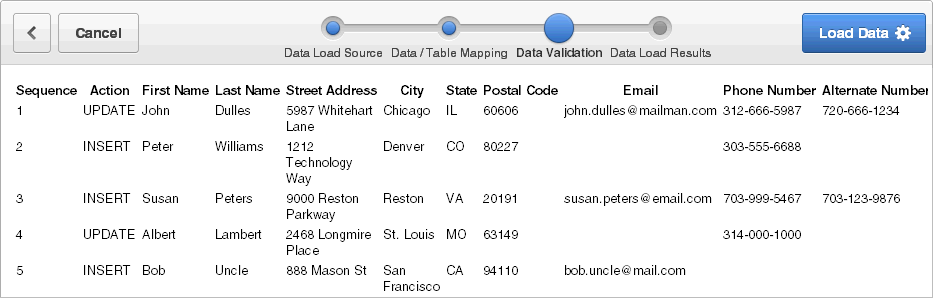 Cancel
Load Data
Data Load Source Data / Table Mapping Data Validation Data Load Results
Sequence Action First Name Last Name Street Address City State Postal Code Email Phone Number Alternate Number
1 UPDATE John Dulles 5987 Whitehart Chicago IL 60606 john.dulles@mailman.com 312-666-5987 720-666-1234
Lane
2 INSERT Peter Williams 1212 Denver CO 80227 303-555-6688
Technology
Way
3 INSERT Susan Peters 9000 Reston Reston VA 20191 susan.peters@email.com 703-999-5467 703-123-9876
Parkway
4 UPDATE Albert Lambert 2468 Longmire St. Louis MO 63149 314-000-1000
Place
5 INSERT Bob Uncle 888 Mason St San CA 94110 bob.uncle@mail.com
Francisco